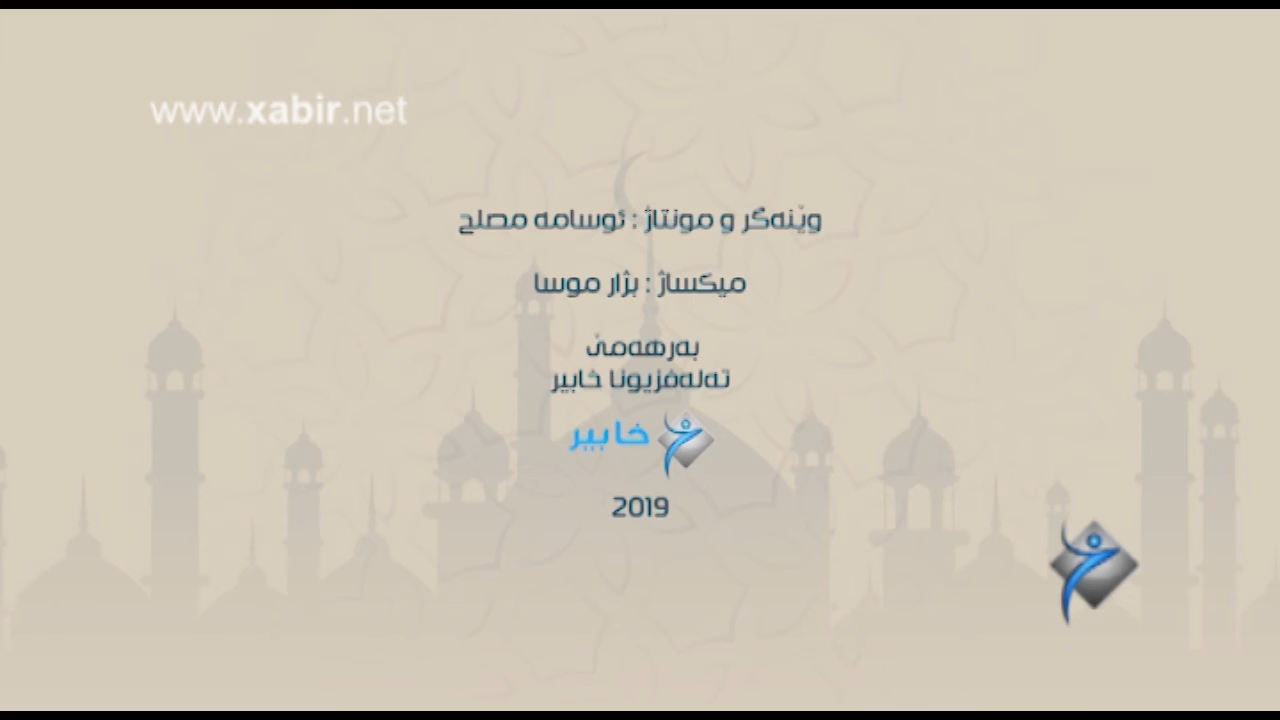 www.xabir.net
وێنەگر و مونتاژ : ئوسامە مصلح
میکساژ : بژار موسا
بەرهەمێ
تەلەفزیونا خابیر
خابیر
2019